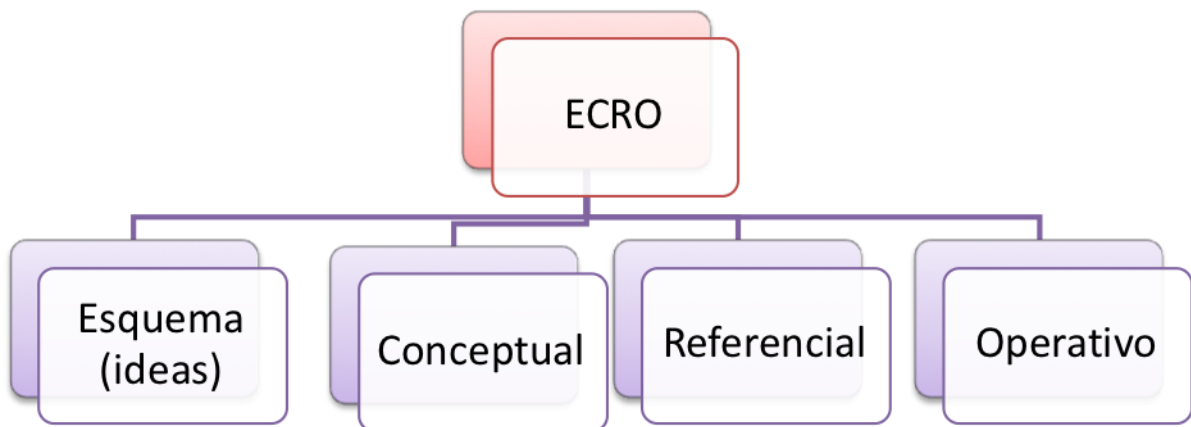 ECRO
Esquema
(ideas)
Conceptual
Referencial
Operativo